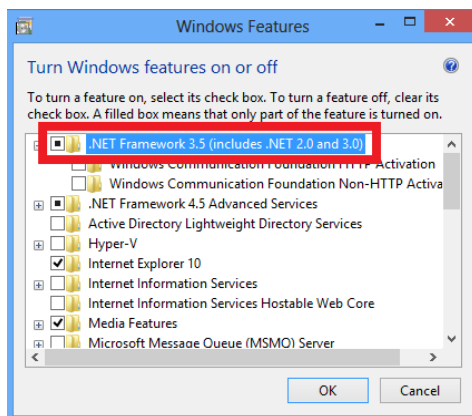 Windows Features
Turn Windows features on or off
To turn a feature on, select its check box. To turn a feature off, clear its
check box. A filled box means that only part of the feature is turned on.
.NET Framework 3.5 (includes .NET 2.0 and 3.0)
Windows Communication Foundation HTTP Activation
Windows Communication Foundation Non-HTTP Activa
.NET Framework 4.5 Advanced Services
Active Directory Lightweight Directory Services
Hyper-V
Internet Explorer 10
Internet Information Services
Internet Information Services Hostable Web Core
Media Features
Microsoft Message Queue (MSMQ) Server
OK
Cancel